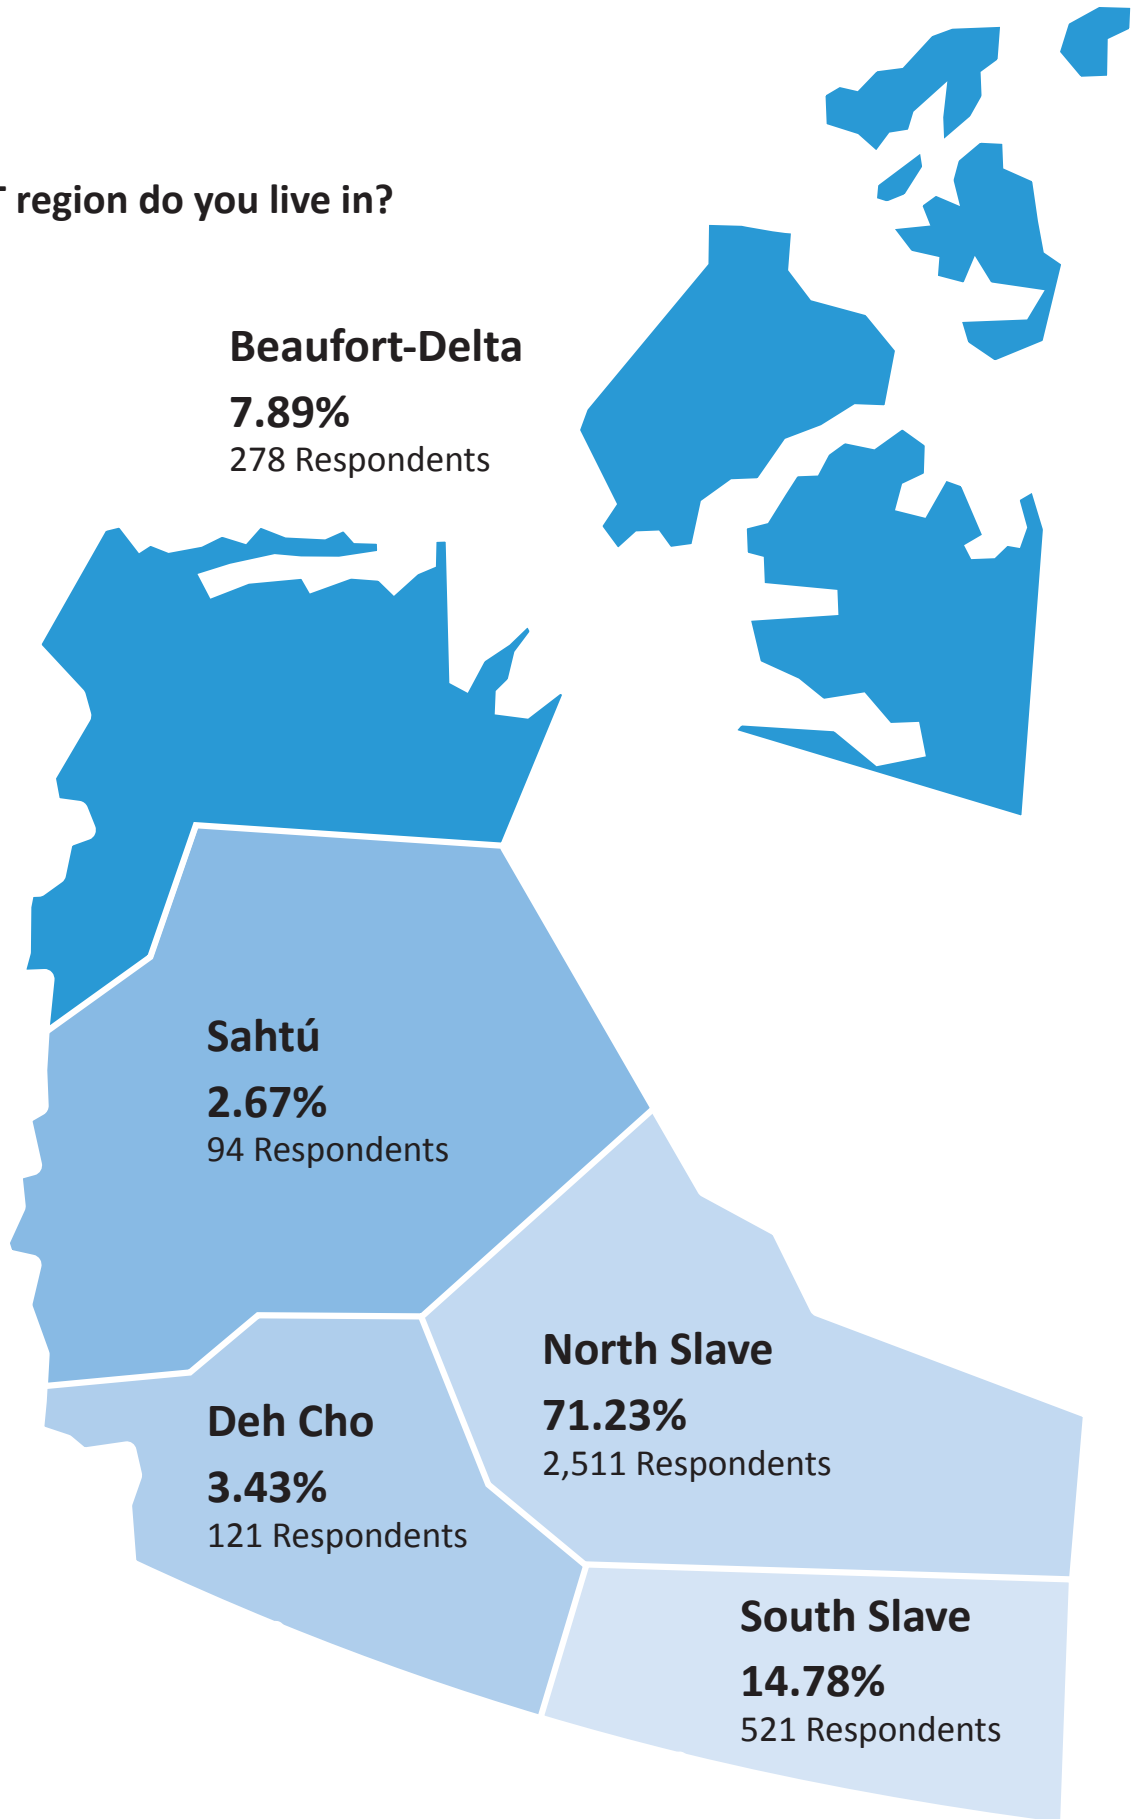 region do you live in?
Beaufort-Delta
7.89%
278 Respondents
Sahtú
2.67%
94 Respondents
North Slave
71.23%
2,511 Respondents
Deh Cho
3.43%
121 Respondents
South Slave
14.78%
521 Respondents